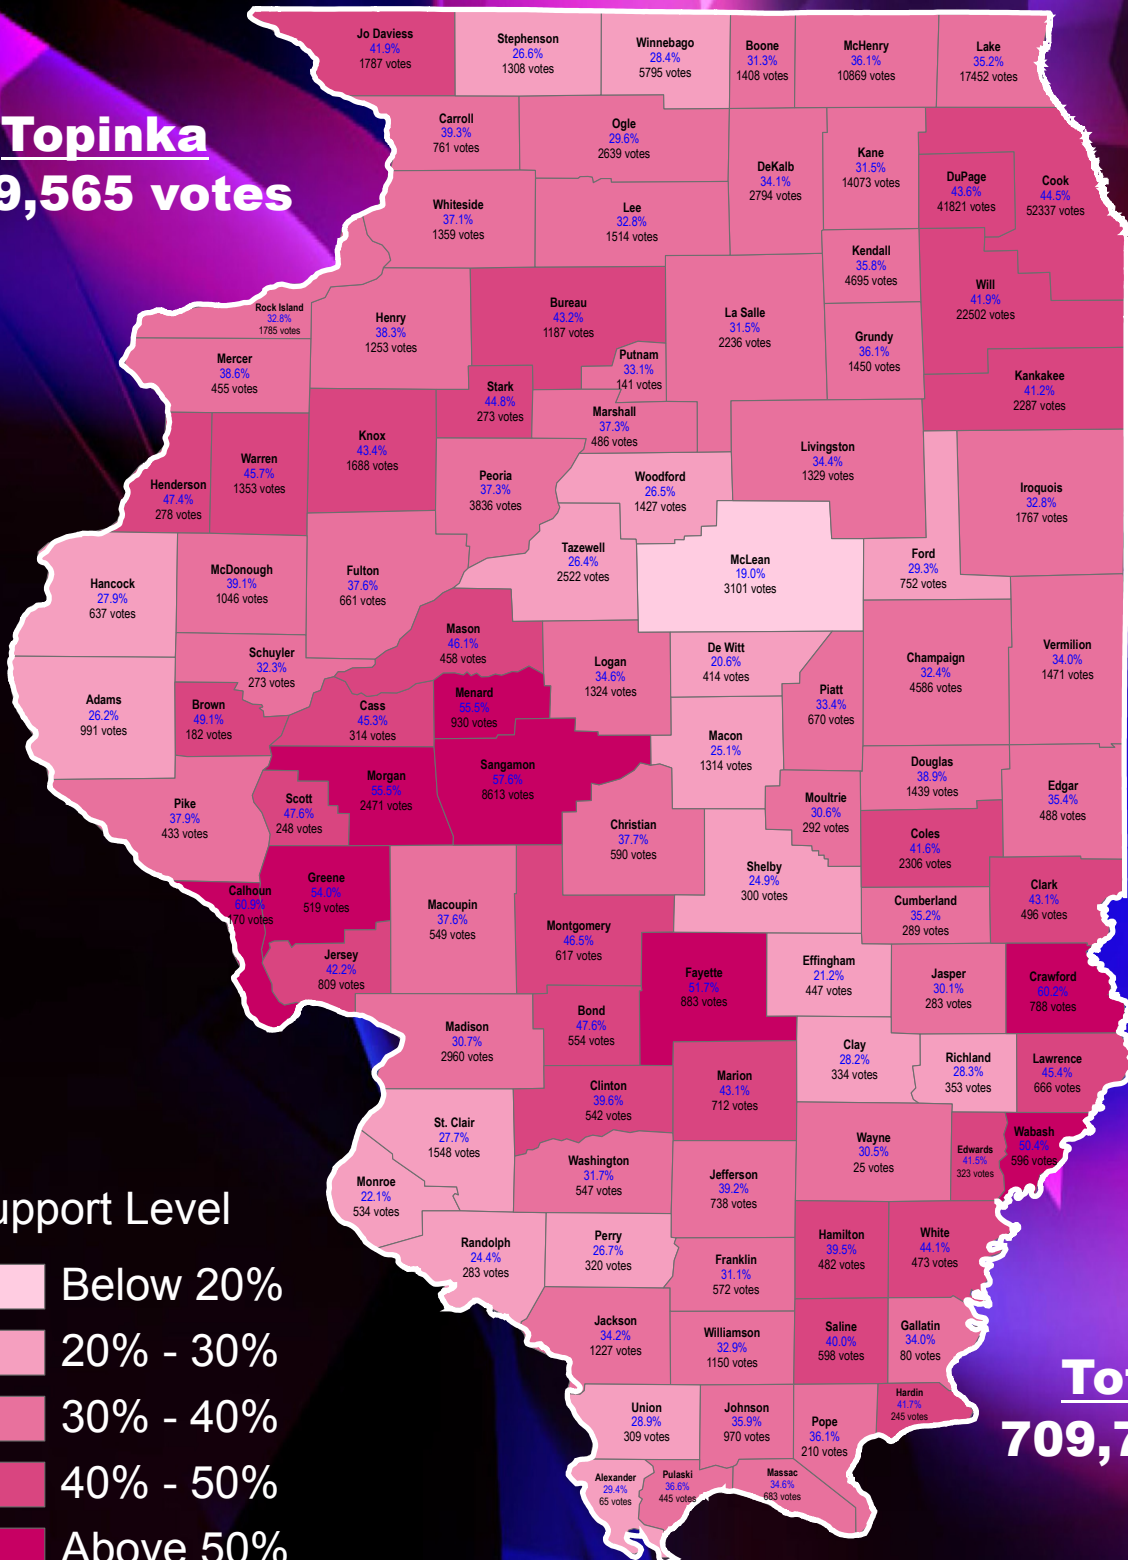 Topinka
9,565 votes
Jo Daviess
41.9%
1787 votes
Stephenson
26.6%
1308 votes
Winnebago
28.4%
5795 votes
Boone
31.3%
1408 votes
McHenry
36.1%
10869 votes
Lake
35.2%
17452 votes
Carroll
39.3%
761 votes
Ogle
29.6%
2639 votes
DeKalb
34.1%
2794 votes
Kane
31.5%
14073 votes
DuPage
43.6%
41821 votes
Cook
44.5%
52337 votes
Whiteside
37.1%
1359 votes
Lee
32.8%
1514 votes
Kendall
35.8%
4695 votes
Will
41.9%
22502 votes
Rock Island
32.8%
1785 votes
Henry
38.3%
1253 votes
Bureau
43.2%
1187 votes
La Salle
31.5%
2236 votes
Grundy
36.1%
1450 votes
Mercer
38.6%
455 votes
Putnam
33.1%
141 votes
Kankakee
41.2%
2287 votes
Stark
44.8%
273 votes
Marshall
37.3%
486 votes
Knox
43.4%
1688 votes
Warren
45.7%
1353 votes
Henderson
47.4%
278 votes
Peoria
37.3%
3836 votes
Woodford
26.5%
1427 votes
Livingston
34.4%
1329 votes
Iroquois
32.8%
1767 votes
Hancock
27.9%
637 votes
McDonough
39.1%
1046 votes
Fulton
37.6%
661 votes
Tazewell
26.4%
2522 votes
McLean
19.0%
3101 votes
Ford
29.3%
752 votes
Mason
46.1%
458 votes
Schuyler
32.3%
273 votes
Logan
34.6%
1324 votes
De Witt
20.6%
414 votes
Champaign
32.4%
4586 votes
Vermilion
34.0%
1471 votes
Adams
26.2%
991 votes
Brown
49.1%
182 votes
Cass
45.3%
314 votes
Menard
55.5%
930 votes
Piatt
33.4%
670 votes
Macon
25.1%
1314 votes
Sangamon
57.6%
8613 votes
Morgan
55.5%
2471 votes
Scott
47.6%
248 votes
Pike
37.9%
433 votes
Christian
37.7%
590 votes
Moultrie
30.6%
292 votes
Douglas
38.9%
1439 votes
Edgar
35.4%
488 votes
Coles
41.6%
2306 votes
Shelby
24.9%
300 votes
Calhoun
60.9%
170 votes
Greene
54.0%
519 votes
Macoupin
37.6%
549 votes
Montgomery
46.5%
617 votes
Cumberland
35.2%
289 votes
Clark
43.1%
496 votes
Jersey
42.2%
809 votes
Fayette
51.7%
883 votes
Effingham
21.2%
447 votes
Jasper
30.1%
283 votes
Crawford
60.2%
788 votes
Madison
30.7%
2960 votes
Bond
47.6%
554 votes
Clay
28.2%
334 votes
Richland
28.3%
353 votes
Lawrence
45.4%
666 votes
Clinton
39.6%
542 votes
Marion
43.1%
712 votes
St. Clair
27.7%
1548 votes
Wayne
30.5%
25 votes
Edwards
41.5%
323 votes
Wabash
50.4%
596 votes
Monroe
22.1%
534 votes
Washington
31.7%
547 votes
Jefferson
39.2%
738 votes
Randolph
24.4%
283 votes
Perry
26.7%
320 votes
Franklin
31.1%
572 votes
Hamilton
39.5%
482 votes
White
44.1%
473 votes
Jackson
34.2%
1227 votes
Williamson
32.9%
1150 votes
Saline
40.0%
598 votes
Gallatin
34.0%
80 votes
Union
28.9%
309 votes
Johnson
35.9%
970 votes
Pope
36.1%
210 votes
Hardin
41.7%
245 votes
Alexander
29.4%
65 votes
Pulaski
36.6%
445 votes
Massac
34.6%
683 votes
upport Level
Below 20%
20% - 30%
30% - 40%
40% - 50%
Above 50%
Tot
709,7